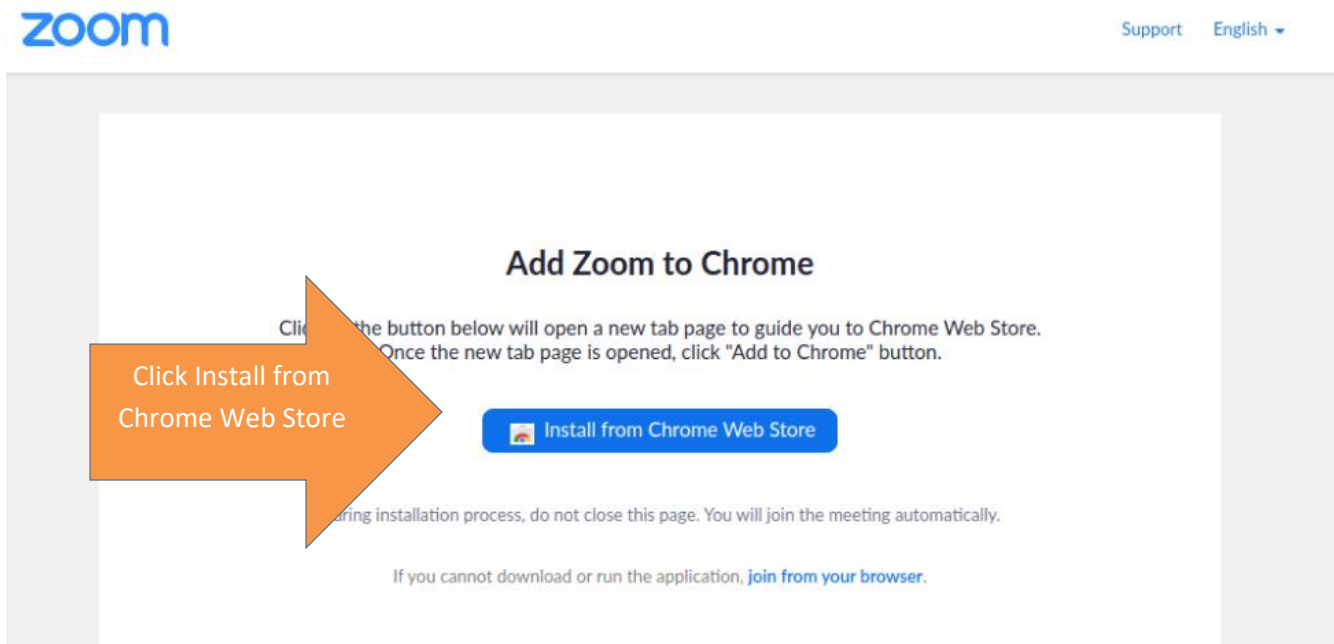 zoom
Support English
Add Zoom to Chrome
the button below will open a new tab page to guide you to Chrome Web Store.
Once the new tab page is opened, click "Add to Chrome" button.
Click Install from
Chrome Web Store
Install from Chrome Web Store
installation process, do not close this page. You will join the meeting automatically.
If you cannot download or run the application, join from your browser.